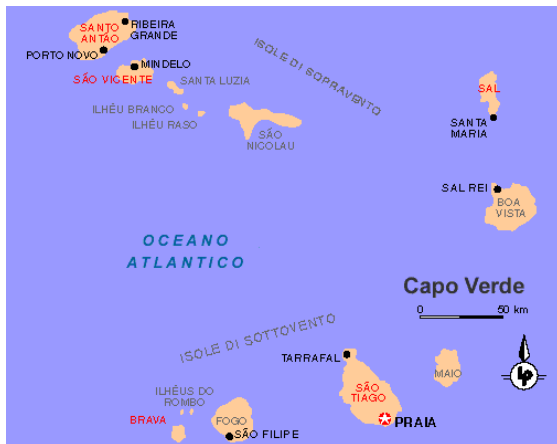 SANTO
ANTÃO
RIBEIRA
GRANDE
PORTO NOVO
MINDELO
SÃO VICENTE
SANTA LUZIA
ILHÉU BRANCO
ILHÉU RASO
SÃO
NICOLAU
ISOLE DI SOPRAVENTO
SAL
SANTA
MARIA
SAL REI
BOA
VISTA
OCEANO
ATLANTICO
Capo Verde
0 50 km
ISOLE DI SOTTOVENTO
TARRAFAL
MAIO
SÃO
TIAGO
PRAIA
ILHÉUS DO
ROMBO
BRAVA
FOGO
SÃO FILIPE
lp